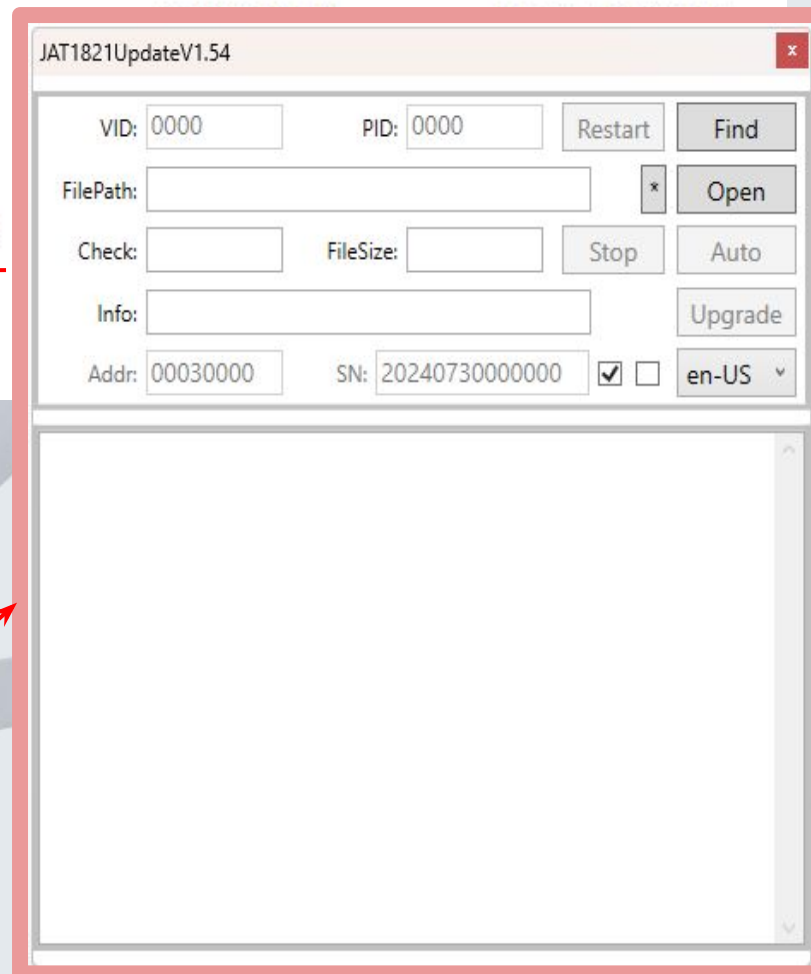 JAT1821UpdateV1.54 x
VID: 0000 PID: 0000 Restart Find
FilePath: * Open
Check: FileSize: Stop Auto
Info: Upgrade
Addr: 00030000 SN: 20240730000000 en-US